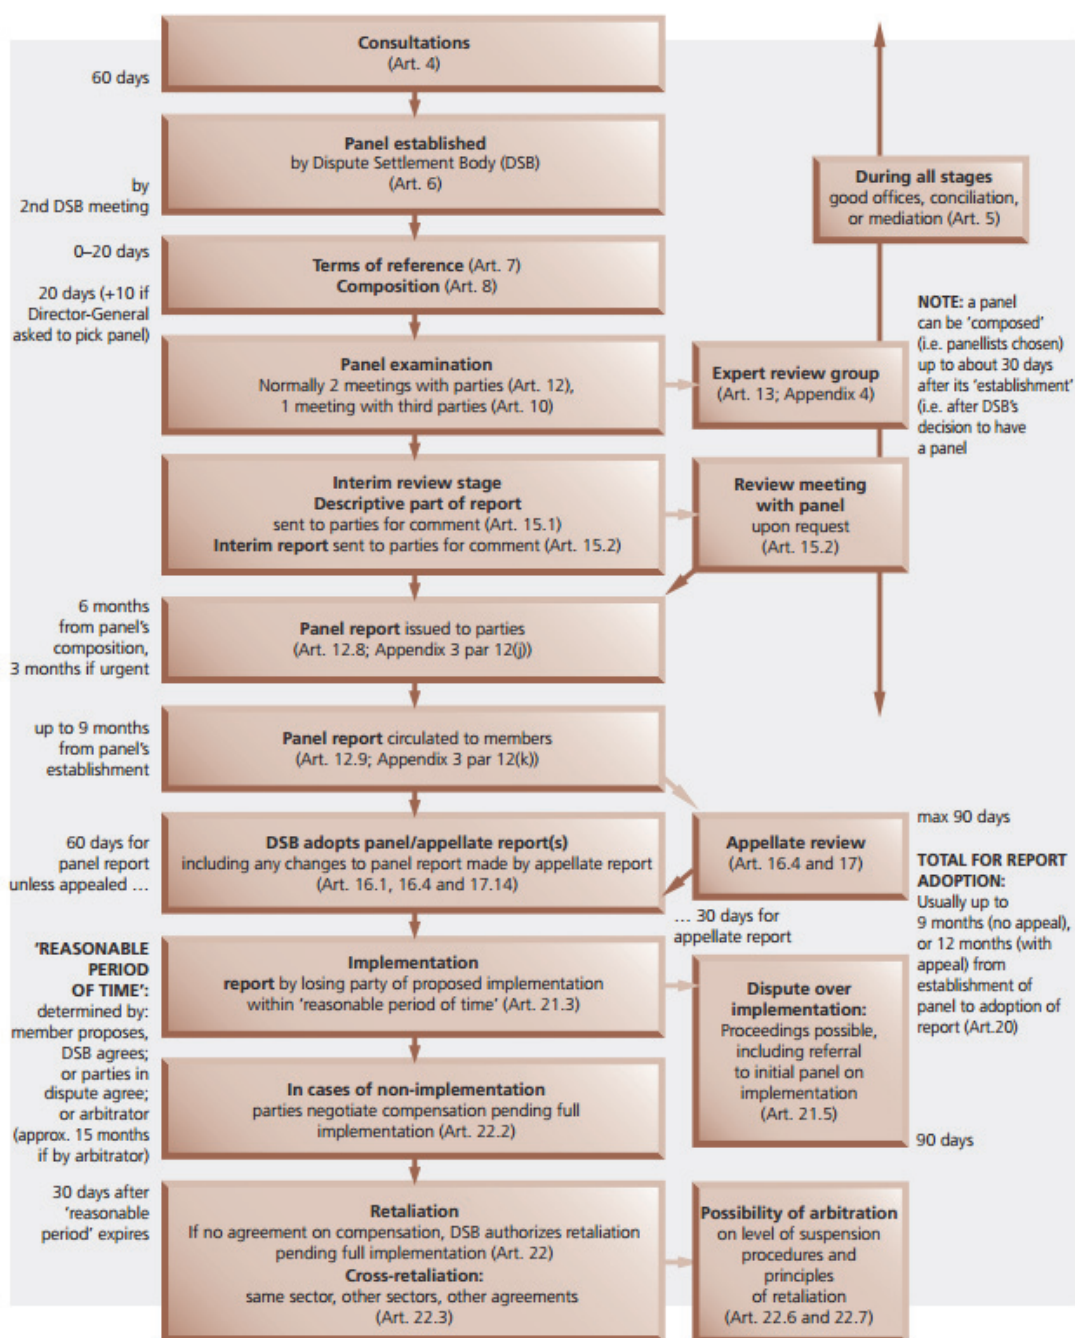 Consultations
(Art. 4)
60 days
Panel established
by Dispute Settlement Body (DSB)
(Art. 6)
by
2nd DSB meeting
During all stages
good offices, conciliation,
or mediation (Art. 5)
0–20 days
20 days (+10 if
Director-General
asked to pick panel)
Terms of reference (Art. 7)
Composition (Art. 8)
Panel examination
Normally 2 meetings with parties (Art. 12),
1 meeting with third parties (Art. 10)
Expert review group
(Art. 13; Appendix 4)
NOTE: a panel
can be ‘composed’
(i.e. panellists chosen)
up to about 30 days
after its ‘establishment’
(i.e. after DSB’s
decision to have
a panel
Interim review stage
Descriptive part of report
sent to parties for comment (Art. 15.1)
Interim report sent to parties for comment (Art. 15.2)
Review meeting
with panel
upon request
(Art. 15.2)
6 months
from panel’s
composition,
3 months if urgent
Panel report issued to parties
(Art. 12.8; Appendix 3 par 12(j))
up to 9 months
from panel’s
establishment
Panel report circulated to members
(Art. 12.9; Appendix 3 par 12(k))
60 days for
panel report
unless appealed ...
DSB adopts panel/appellate report(s)
including any changes to panel report made by appellate report
(Art. 16.1, 16.4 and 17.14)
Appellate review
(Art. 16.4 and 17)
max 90 days
TOTAL FOR REPORT
ADOPTION:
Usually up to
9 months (no appeal),
or 12 months (with
appeal) from
establishment of
panel to adoption of
report (Art.20)
... 30 days for
appellate report
‘REASONABLE
PERIOD
OF TIME’:
determined by:
member proposes,
DSB agrees;
or parties in
dispute agree;
or arbitrator
(approx. 15 months
if by arbitrator)
Implementation
report by losing party of proposed implementation
within ‘reasonable period of time’ (Art. 21.3)
Dispute over
implementation:
Proceedings possible,
including referral
to initial panel on
implementation
(Art. 21.5)
90 days
In cases of non-implementation
parties negotiate compensation pending full
implementation (Art. 22.2)
30 days after
‘reasonable
period’ expires
Retaliation
If no agreement on compensation, DSB authorizes retaliation
pending full implementation (Art. 22)
Cross-retaliation:
same sector, other sectors, other agreements
(Art. 22.3)
Possibility of arbitration
on level of suspension
procedures and
principles
of retaliation
(Art. 22.6 and 22.7)